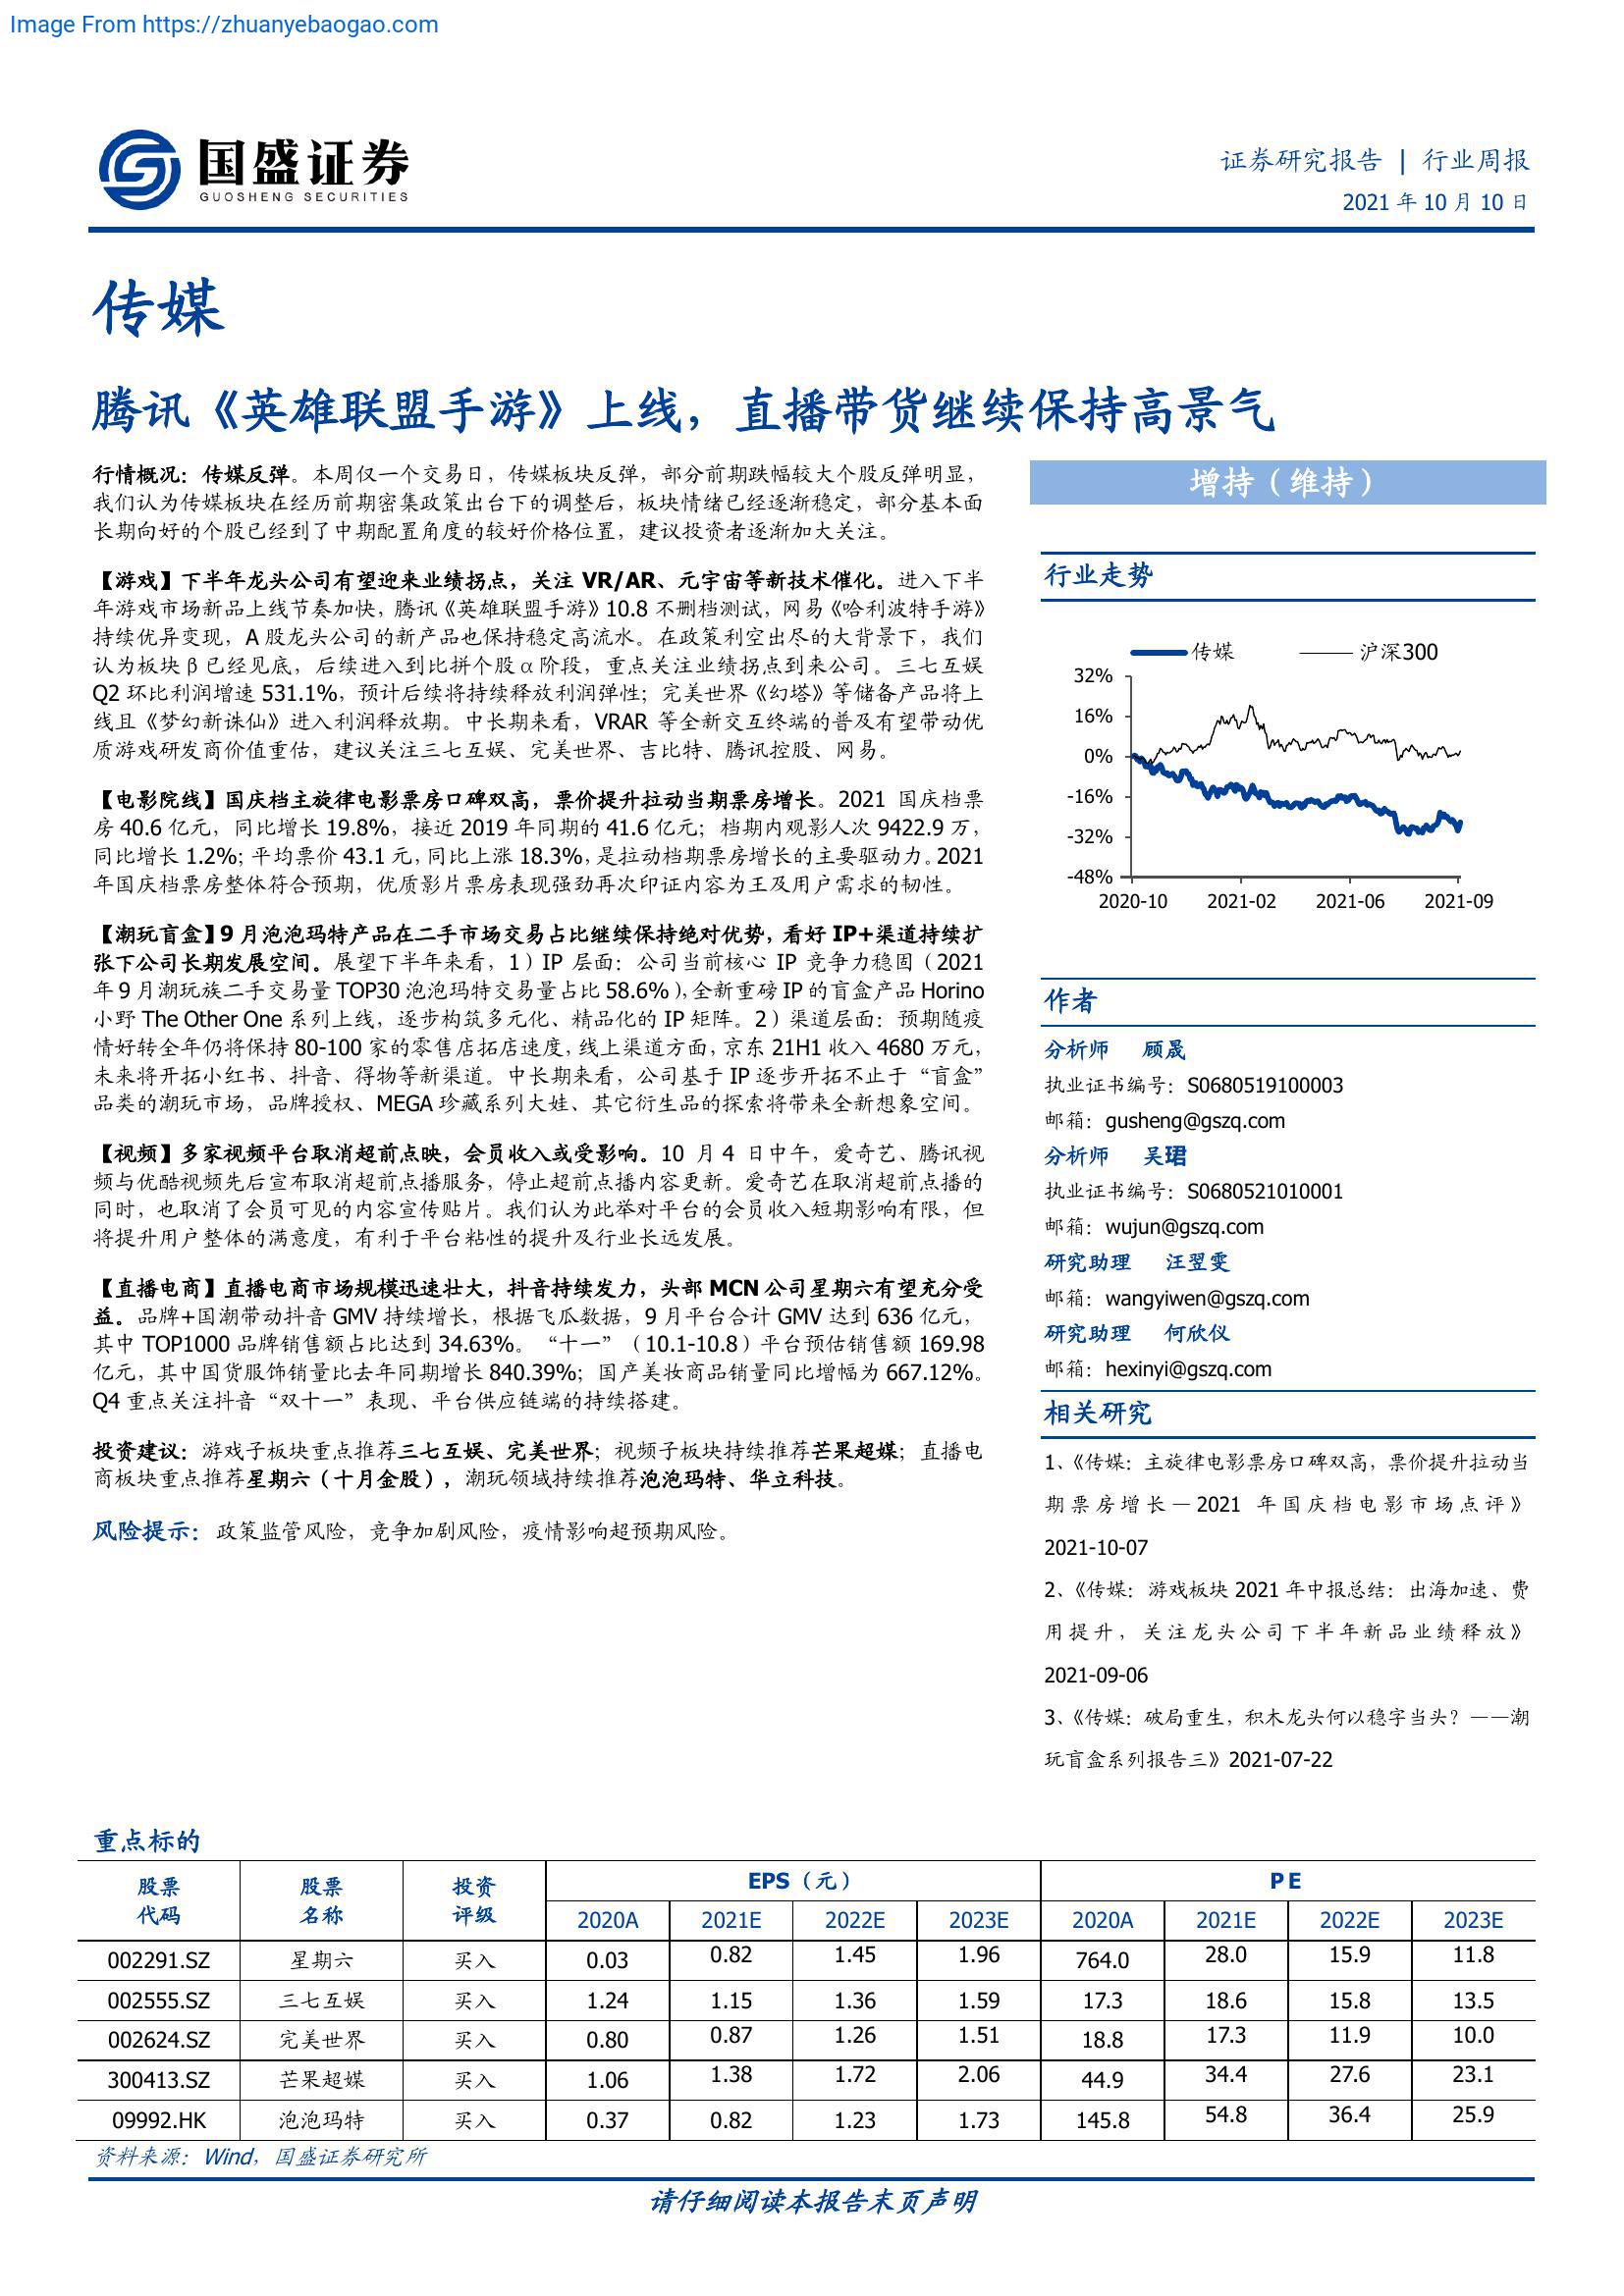 Image From https://zhuanyebaogao.com
国盛证券
GUOSHENG SECURITIES
证券研究报告 | 行业周报
2021 年 10 月 10 日
传媒
腾讯《英雄联盟手游》上线，直播带货继续保持高景气
行情概况：传媒反弹。本周仅一个交易日，传媒板块反弹，部分前期跌幅较大个股反弹明显，
我们认为传媒板块在经历前期密集政策出台下的调整后，板块情绪已经逐渐稳定，部分基本面
长期向好的个股已经到了中期配置角度的较好价格位置，建议投资者逐渐加大关注。
【游戏】下半年龙头公司有望迎来业绩拐点，关注 VR/AR、元宇宙等新技术催化。进入下半
年游戏市场新品上线节奏加快，腾讯《英雄联盟手游》10.8 不删档测试，网易《哈利波特手游》
持续优异变现，A 股龙头公司的新产品也保持稳定高流水。在政策利空出尽的大背景下，我们
认为板块β已经见底，后续进入到比拼个股α阶段，重点关注业绩拐点到来公司。三七互娱
Q2 环比利润增速 531.1%，预计后续将持续释放利润弹性；完美世界《幻塔》等储备产品将上
线且《梦幻新诛仙》进入利润释放期。中长期来看，VRAR 等全新交互终端的普及有望带动优
质游戏研发商价值重估，建议关注三七互娱、完美世界、吉比特、腾讯控股、网易。
【电影院线】国庆档主旋律电影票房口碑双高，票价提升拉动当期票房增长。2021 国庆档票
房 40.6 亿元，同比增长 19.8%，接近 2019 年同期的 41.6 亿元；档期内观影人次 9422.9 万，
同比增长 1.2%；平均票价 43.1 元，同比上涨 18.3%，是拉动档期票房增长的主要驱动力。2021
年国庆档票房整体符合预期，优质影片票房表现强劲再次印证内容为王及用户需求的韧性。
【潮玩盲盒】9 月泡泡玛特产品在二手市场交易占比继续保持绝对优势，看好 IP+渠道持续扩
张下公司长期发展空间。展望下半年来看，1）IP 层面：公司当前核心 IP 竞争力稳固（2021
年 9 月潮玩族二手交易量 TOP30 泡泡玛特交易量占比 58.6%），全新重磅 IP 的盲盒产品 Horino
小野 The Other One 系列上线，逐步构筑多元化、精品化的 IP 矩阵。2）渠道层面：预期随疫
情好转全年仍将保持 80-100 家的零售店拓店速度，线上渠道方面，京东 21H1 收入 4680 万元，
未来将开拓小红书、抖音、得物等新渠道。中长期来看，公司基于 IP 逐步开拓不止于“盲盒”
品类的潮玩市场，品牌授权、MEGA 珍藏系列大娃、其它衍生品的探索将带来全新想象空间。
【视频】多家视频平台取消超前点映，会员收入或受影响。10 月 4 日中午，爱奇艺、腾讯视
频与优酷视频先后宣布取消超前点播服务，停止超前点播内容更新。爱奇艺在取消超前点播的
同时，也取消了会员可见的内容宣传贴片。我们认为此举对平台的会员收入短期影响有限，但
将提升用户整体的满意度，有利于平台粘性的提升及行业长远发展。
【直播电商】直播电商市场规模迅速壮大，抖音持续发力，头部 MCN 公司星期六有望充分受
益。品牌+国潮带动抖音 GMV 持续增长，根据飞瓜数据，9 月平台合计 GMV 达到 636 亿元，
其中 TOP1000 品牌销售额占比达到 34.63%。“十一”（10.1-10.8）平台预估销售额 169.98
亿元，其中国货服饰销量比去年同期增长 840.39%；国产美妆商品销量同比增幅为 667.12%。
Q4 重点关注抖音“双十一”表现、平台供应链端的持续搭建。
投资建议：游戏子板块重点推荐三七互娱、完美世界；视频子板块持续推荐芒果超媒；直播电
商板块重点推荐星期六（十月金股），潮玩领域持续推荐泡泡玛特、华立科技。
风险提示：政策监管风险，竞争加剧风险，疫情影响超预期风险。
增持（维持）
行业走势
传媒 沪深300
32%
16%
0%
-16%
-32%
-48%
2020-10 2021-02 2021-06 2021-09
作者
分析师 顾晟
执业证书编号：S0680519100003
邮箱：gusheng@gszq.com
分析师 吴珺
执业证书编号：S0680521010001
邮箱：wujun@gszq.com
研究助理 汪翌雯
邮箱：wangyiwen@gszq.com
研究助理 何欣仪
邮箱：hexinyi@gszq.com
相关研究
1、《传媒：主旋律电影票房口碑双高，票价提升拉动当
期票房增长—2021 年国庆档电影市场点评》
2021-10-07
2、《传媒：游戏板块 2021 年中报总结：出海加速、费
用提升，关注龙头公司下半年新品业绩释放》
2021-09-06
3、《传媒：破局重生，积木龙头何以稳字当头？——潮
玩盲盒系列报告三》2021-07-22
重点标的
股票 股票 投资 EPS（元） P E
代码 名称 评级 2020A 2021E 2022E 2023E 2020A 2021E 2022E 2023E
002291.SZ 星期六 买入 0.03 0.82 1.45 1.96 764.0 28.0 15.9 11.8
002555.SZ 三七互娱 买入 1.24 1.15 1.36 1.59 17.3 18.6 15.8 13.5
002624.SZ 完美世界 买入 0.80 0.87 1.26 1.51 18.8 17.3 11.9 10.0
300413.SZ 芒果超媒 买入 1.06 1.38 1.72 2.06 44.9 34.4 27.6 23.1
09992.HK 泡泡玛特 买入 0.37 0.82 1.23 1.73 145.8 54.8 36.4 25.9
资料来源：Wind，国盛证券研究所
请仔细阅读本报告末页声明